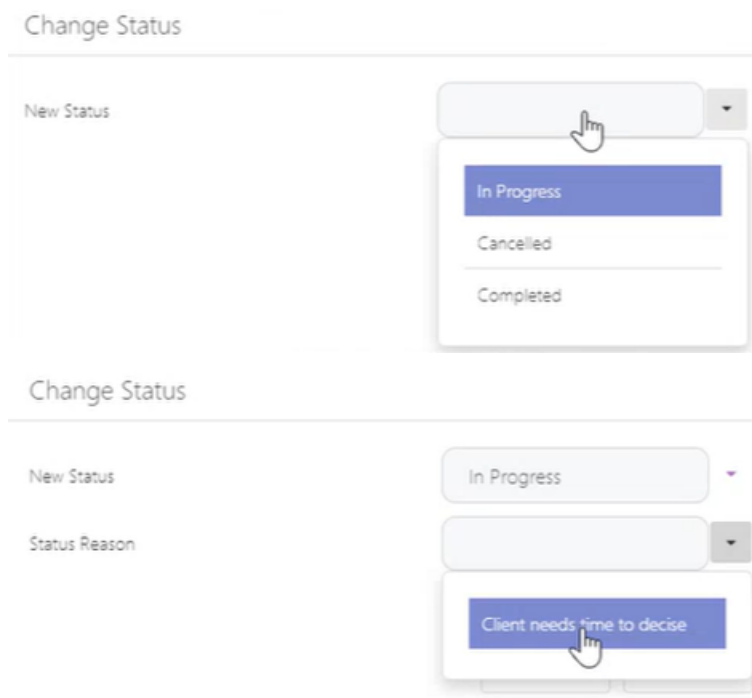 Change Status
New Status
In Progress
Cancelled
Completed
Change Status
New Status In Progress
Status Reason
Client needs time to decise